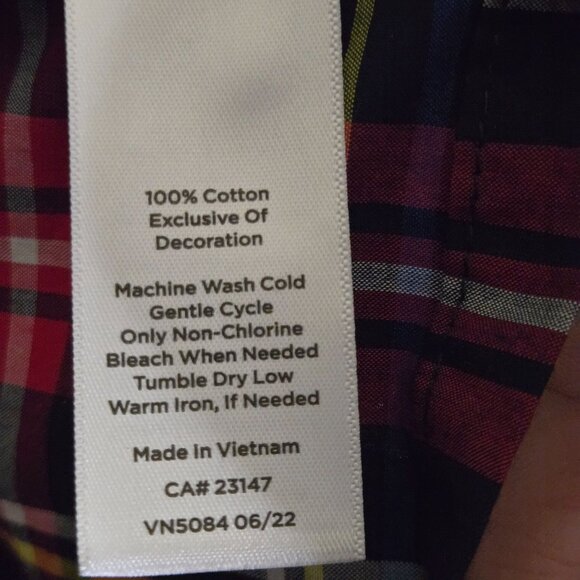 100% Cotton
Exclusive Of
Decoration
Machine Wash Cold
Gentle Cycle
Only Non-Chlorine
Bleach When Needed
Tumble Dry Low
Warm Iron, If Needed
Made in Vietnam
CA# 23147
VN5084 06/22